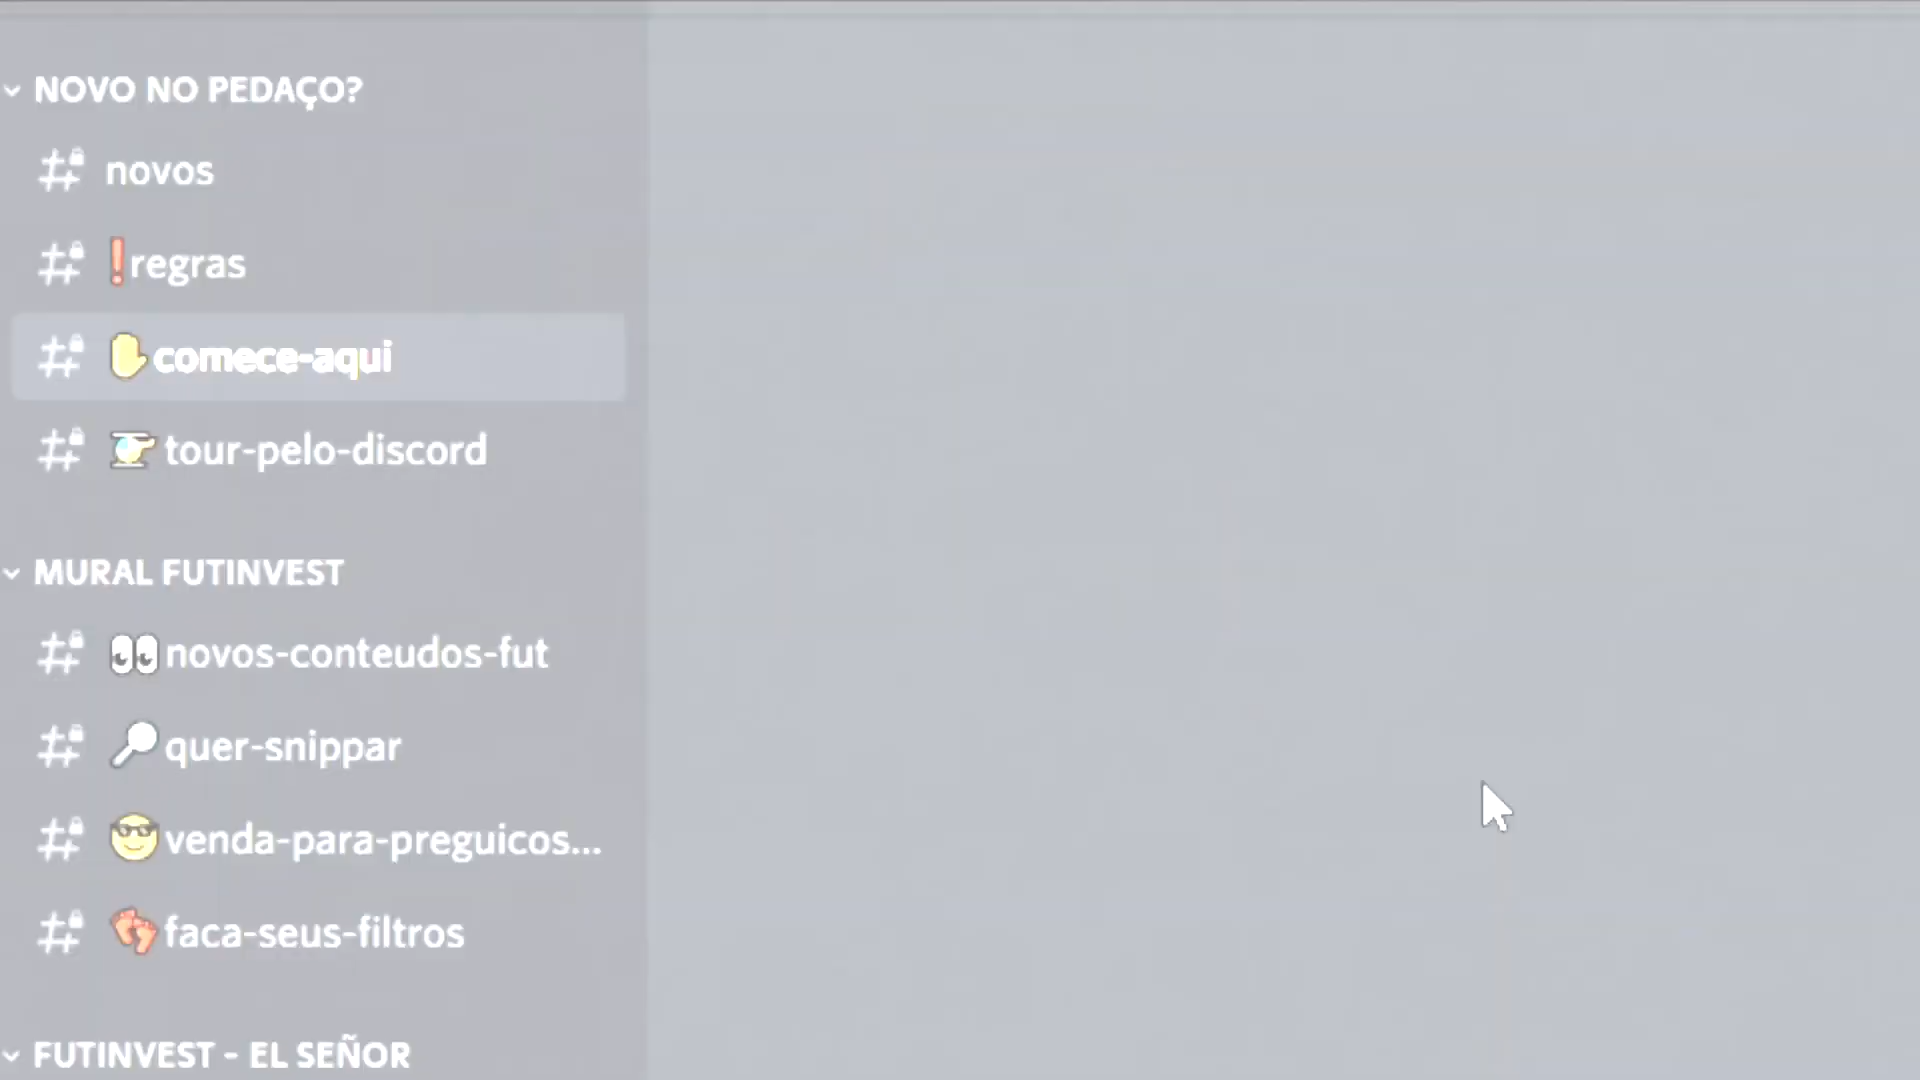 NOVO NO PEDAÇO?
novos
❗regras
✋comece-aqui
tour-pelo-discord
MURAL FUTINVEST
👀novos-conteudos-fut
🔎quer-snippar
😎venda-para-preguicos...
👣faca-seus-filtros
FUTINVEST - EL SEÑOR